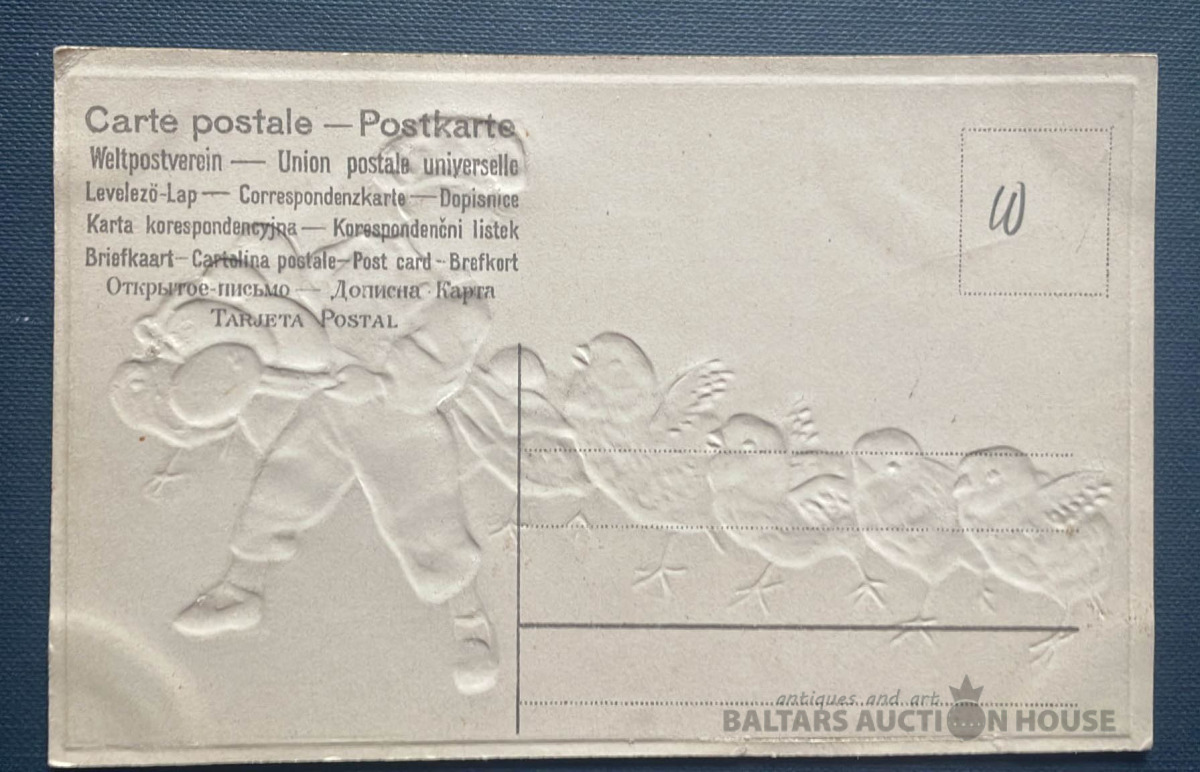 Carte postale — Postkarte
Weltpostverein — Union postale universelle
Levelező-Lap — Correspondenzkarte — Dopisnice
Karta korespondencyjna — Korespondenční listek
Briefkaart — Cartolina postale — Post card - Brefkort
Открытое-письмо — Дописна Карта
TARJETA POSTAL
W
antiques and art
BALTARS AUCTION HOUSE